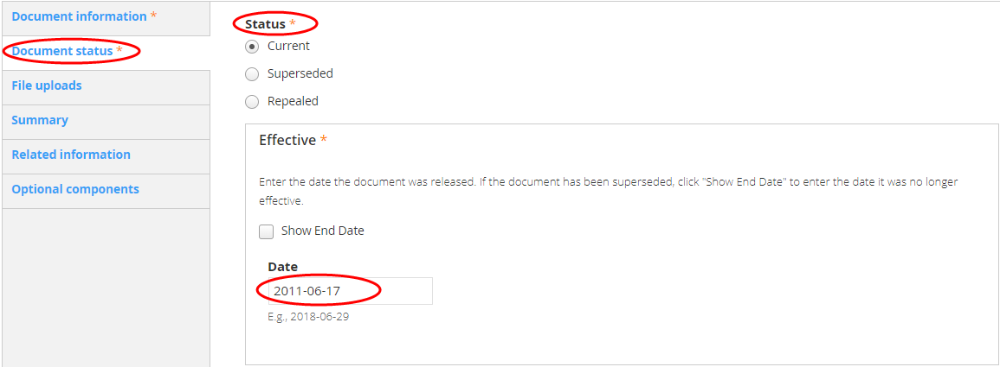 Document information *
Document status *
File uploads
Summary
Related information
Optional components
Status *
Current
Superseded
Repealed
Effective *
Enter the date the document was released. If the document has been superseded, click "Show End Date" to enter the date it was no longer
effective.
Show End Date
Date
2011-06-17
E.g., 2018-06-29